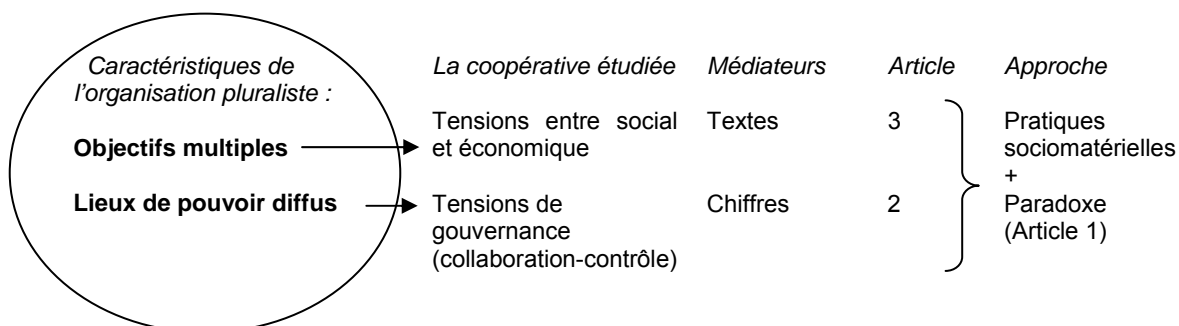 Caractéristiques de l'organisation pluraliste :
La coopérative étudiée
Médiateurs
Article
Approche
Objectifs multiples
Tensions entre social
et économique
Textes
3
Lieux de pouvoir diffus
Tensions de
gouvernance
(collaboration-contrôle)
Chiffres
2
Pratiques
sociomatérielles
+
Paradoxe
(Article 1)